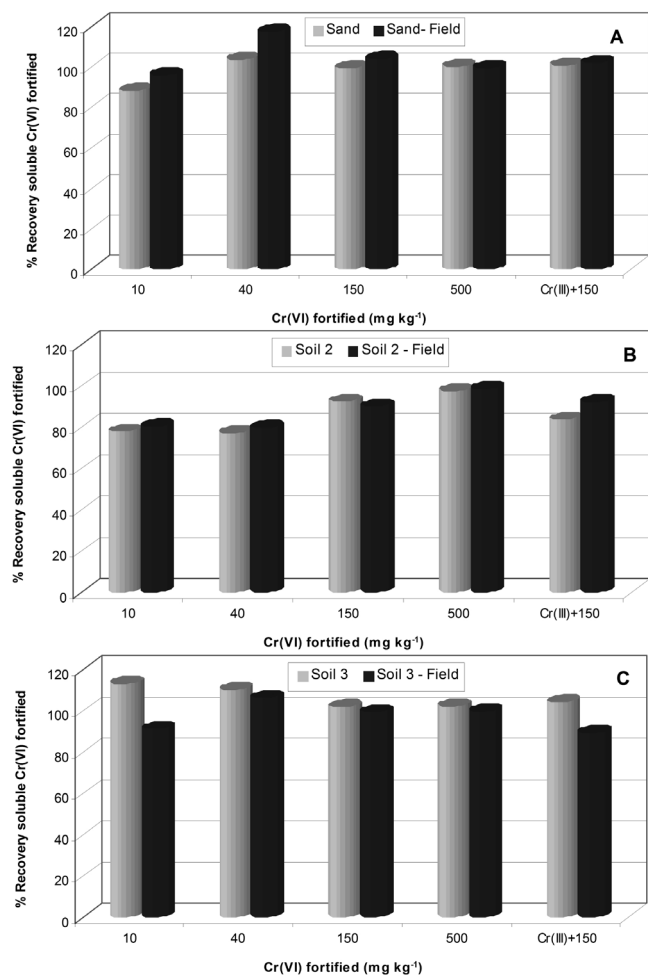 Sand Sand- Field
A
120
100
80
60
40
20
0
% Recovery soluble Cr(VI) fortified
10 40 150 500 Cr(III)+150
Cr(VI) fortified (mg kg⁻¹)
Soil 2 Soil 2 - Field
B
120
100
80
60
40
20
0
% Recovery soluble Cr(VI) fortified
10 40 150 500 Cr(III)+150
Cr(VI) fortified (mg kg⁻¹)
Soil 3 Soil 3 - Field
C
120
100
80
60
40
20
0
% Recovery soluble Cr(VI) fortified
10 40 150 500 Cr(III)+150
Cr(VI) fortified (mg kg⁻¹)